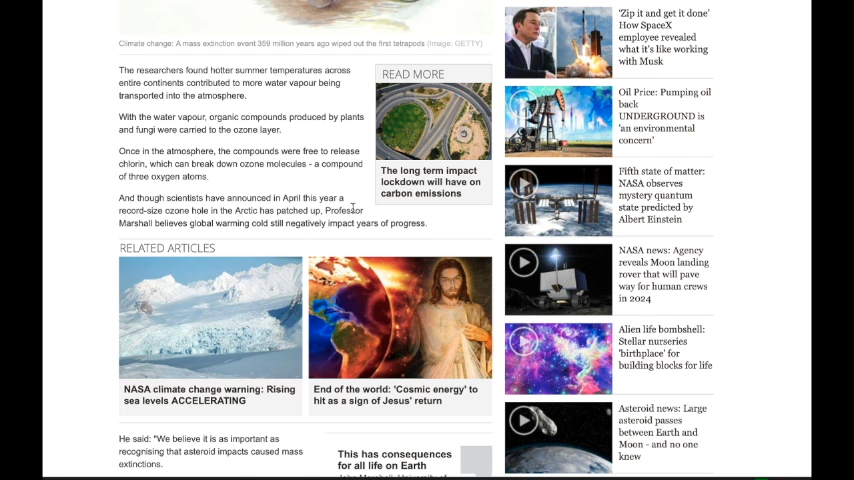 Climate change: A mass extinction event 359 million years ago wiped out the first tetrapods (Image: GETTY)
The researchers found hotter summer temperatures across
entire continents contributed to more water vapour being
transported into the atmosphere.
With the water vapour, organic compounds produced by plants
and fungi were carried to the ozone layer.
Once in the atmosphere, the compounds were free to release
chlorin, which can break down ozone molecules - a compound
of three oxygen atoms.
And though scientists have announced in April this year a
record-size ozone hole in the Arctic has patched up, Professor
Marshall believes global warming cold still negatively impact years of progress.
READ MORE
The long term impact
lockdown will have on
carbon emissions
RELATED ARTICLES
NASA climate change warning: Rising
sea levels ACCELERATING
End of the world: 'Cosmic energy' to
hit as a sign of Jesus' return
He said: "We believe it is as important as
recognising that asteroid impacts caused mass
extinctions.
This has consequences
for all life on Earth
'Zip it and get it done'
How SpaceX
employee revealed
what it's like working
with Musk
Oil Price: Pumping oil
back
UNDERGROUND is
'an environmental
concern'
Fifth state of matter:
NASA observes
mystery quantum
state predicted by
Albert Einstein
NASA news: Agency
reveals Moon landing
rover that will pave
way for human crews
in 2024
Alien life bombshell:
Stellar nurseries
'birthplace' for
building blocks for life
Asteroid news: Large
asteroid passes
between Earth and
Moon - and no one
knew